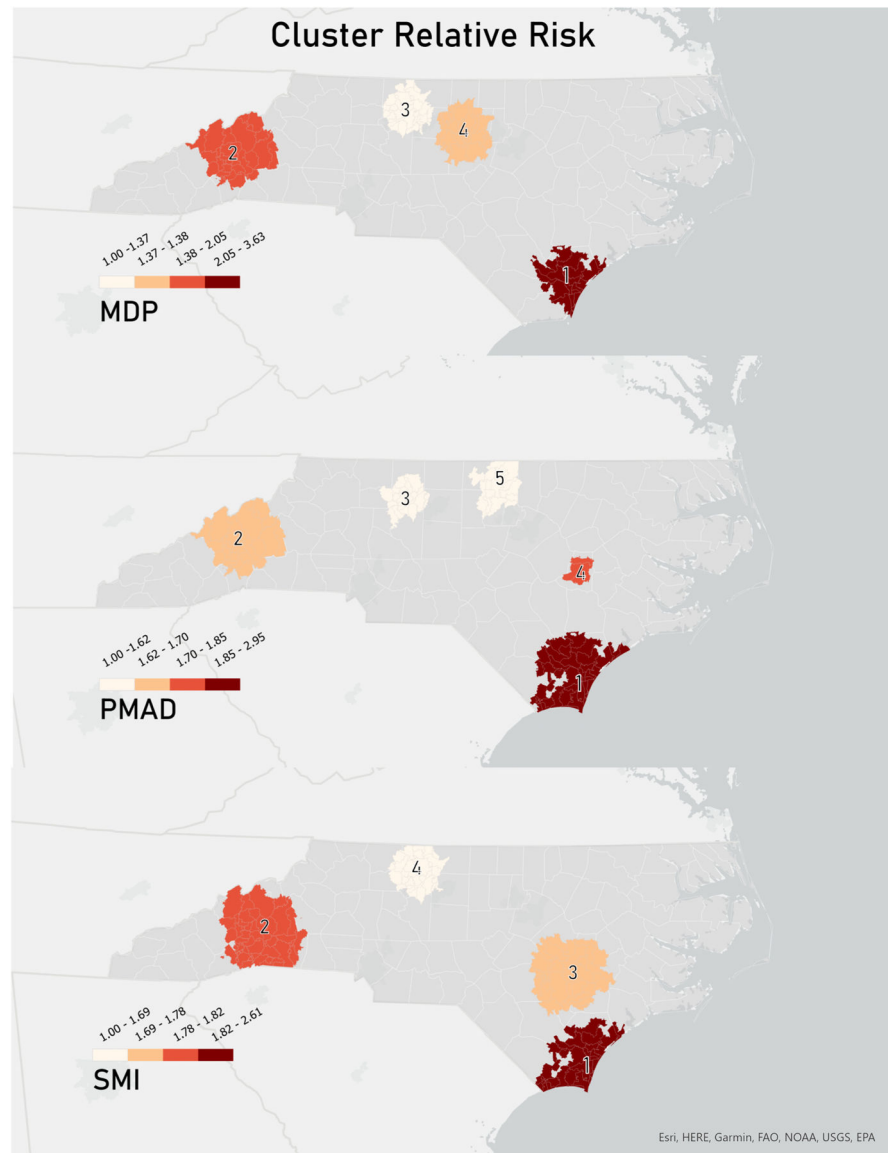 Cluster Relative Risk
3
4
2
1.00 -1.37
1.37 - 1.38
1.38 - 2.05
2.05 - 3.63
1
MDP
5
3
2
4
1.00 -1.62
1.62 - 1.70
1.70 - 1.85
1.85 - 2.95
1
PMAD
4
2
3
1.00 - 1.69
1.69 - 1.78
1.78 - 1.82
1.82 - 2.61
1
SMI
Esri, HERE, Garmin, FAO, NOAA, USGS, EPA